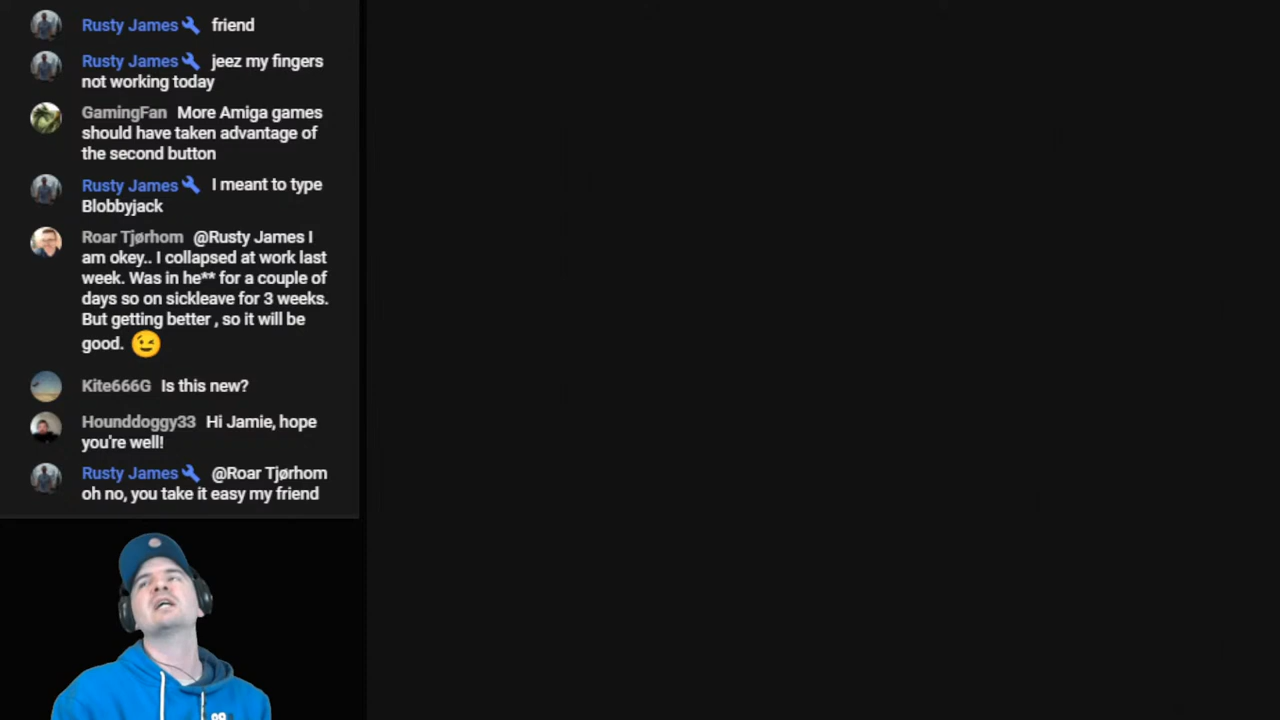 Rusty James friend
Rusty James jeez my fingers
not working today
GamingFan More Amiga games
should have taken advantage of
the second button
Rusty James I meant to type
Blobbyjack
Roar Tjørhom @Rusty James I
am okey.. I collapsed at work last
week. Was in he** for a couple of
days so on sickleave for 3 weeks.
But getting better , so it will be
good. 😉
Kite666G Is this new?
Hounddoggy33 Hi Jamie, hope
you're well!
Rusty James @Roar Tjørhom
oh no, you take it easy my friend